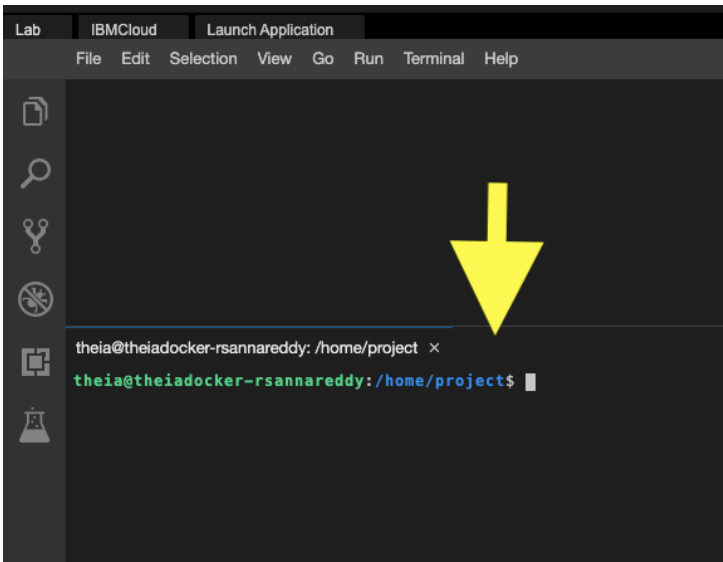 Lab IBMCloud Launch Application
File Edit Selection View Go Run Terminal Help
theia@theiadocker-rsannareddy: /home/project ×
theia@theiadocker-rsannareddy:/home/project$